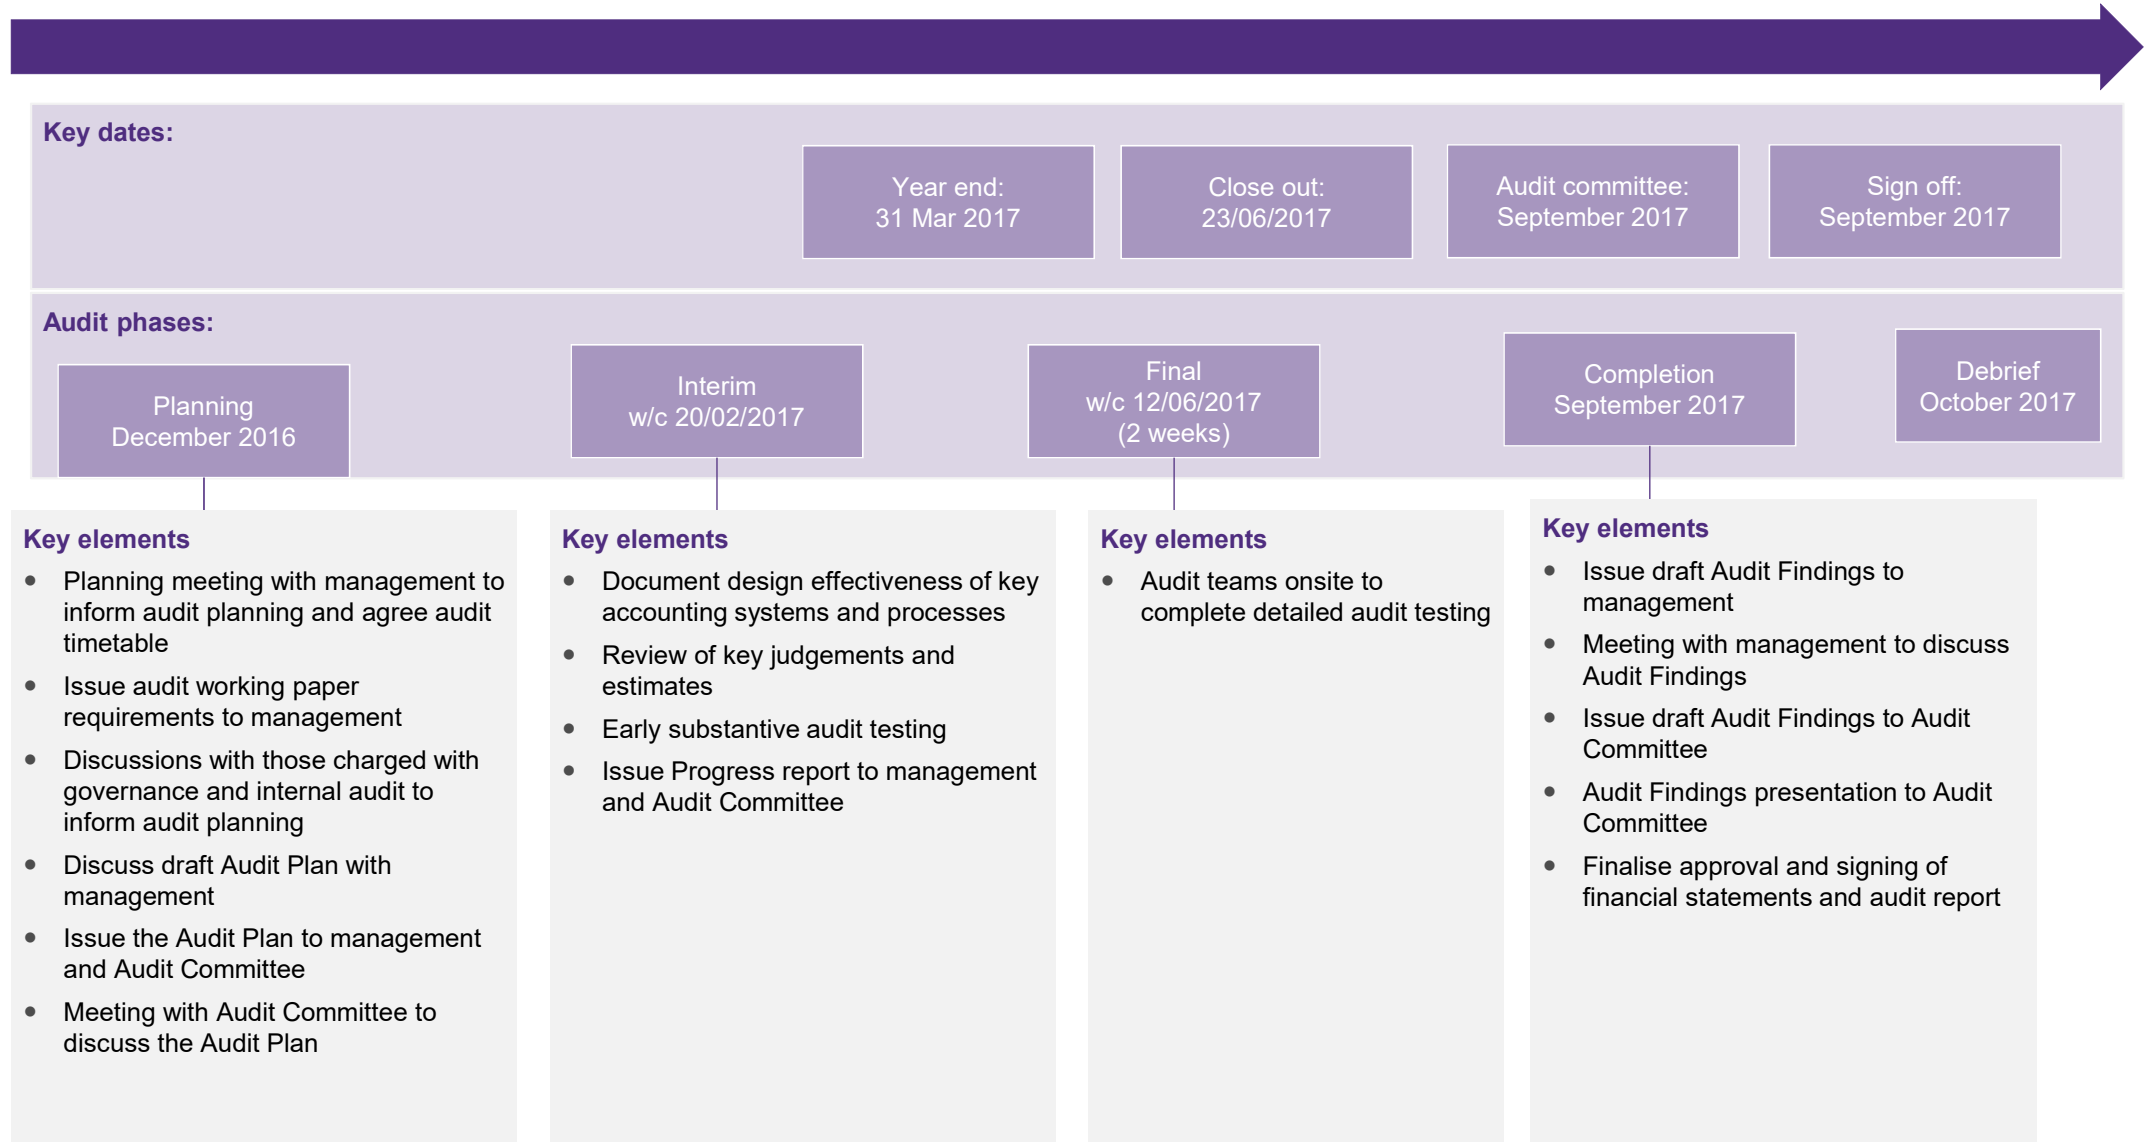 Key dates:
Year end:
31 Mar 2017
Close out:
23/06/2017
Audit committee:
September 2017
Sign off:
September 2017
Audit phases:
Planning
December 2016
Interim
w/c 20/02/2017
Final
w/c 12/06/2017
(2 weeks)
Completion
September 2017
Debrief
October 2017
Key elements
• Planning meeting with management to
inform audit planning and agree audit
timetable
• Issue audit working paper
requirements to management
• Discussions with those charged with
governance and internal audit to
inform audit planning
• Discuss draft Audit Plan with
management
• Issue the Audit Plan to management
and Audit Committee
• Meeting with Audit Committee to
discuss the Audit Plan
Key elements
• Document design effectiveness of key
accounting systems and processes
• Review of key judgements and
estimates
• Early substantive audit testing
• Issue Progress report to management
and Audit Committee
Key elements
• Audit teams onsite to
complete detailed audit testing
Key elements
• Issue draft Audit Findings to
management
• Meeting with management to discuss
Audit Findings
• Issue draft Audit Findings to Audit
Committee
• Audit Findings presentation to Audit
Committee
• Finalise approval and signing of
financial statements and audit report